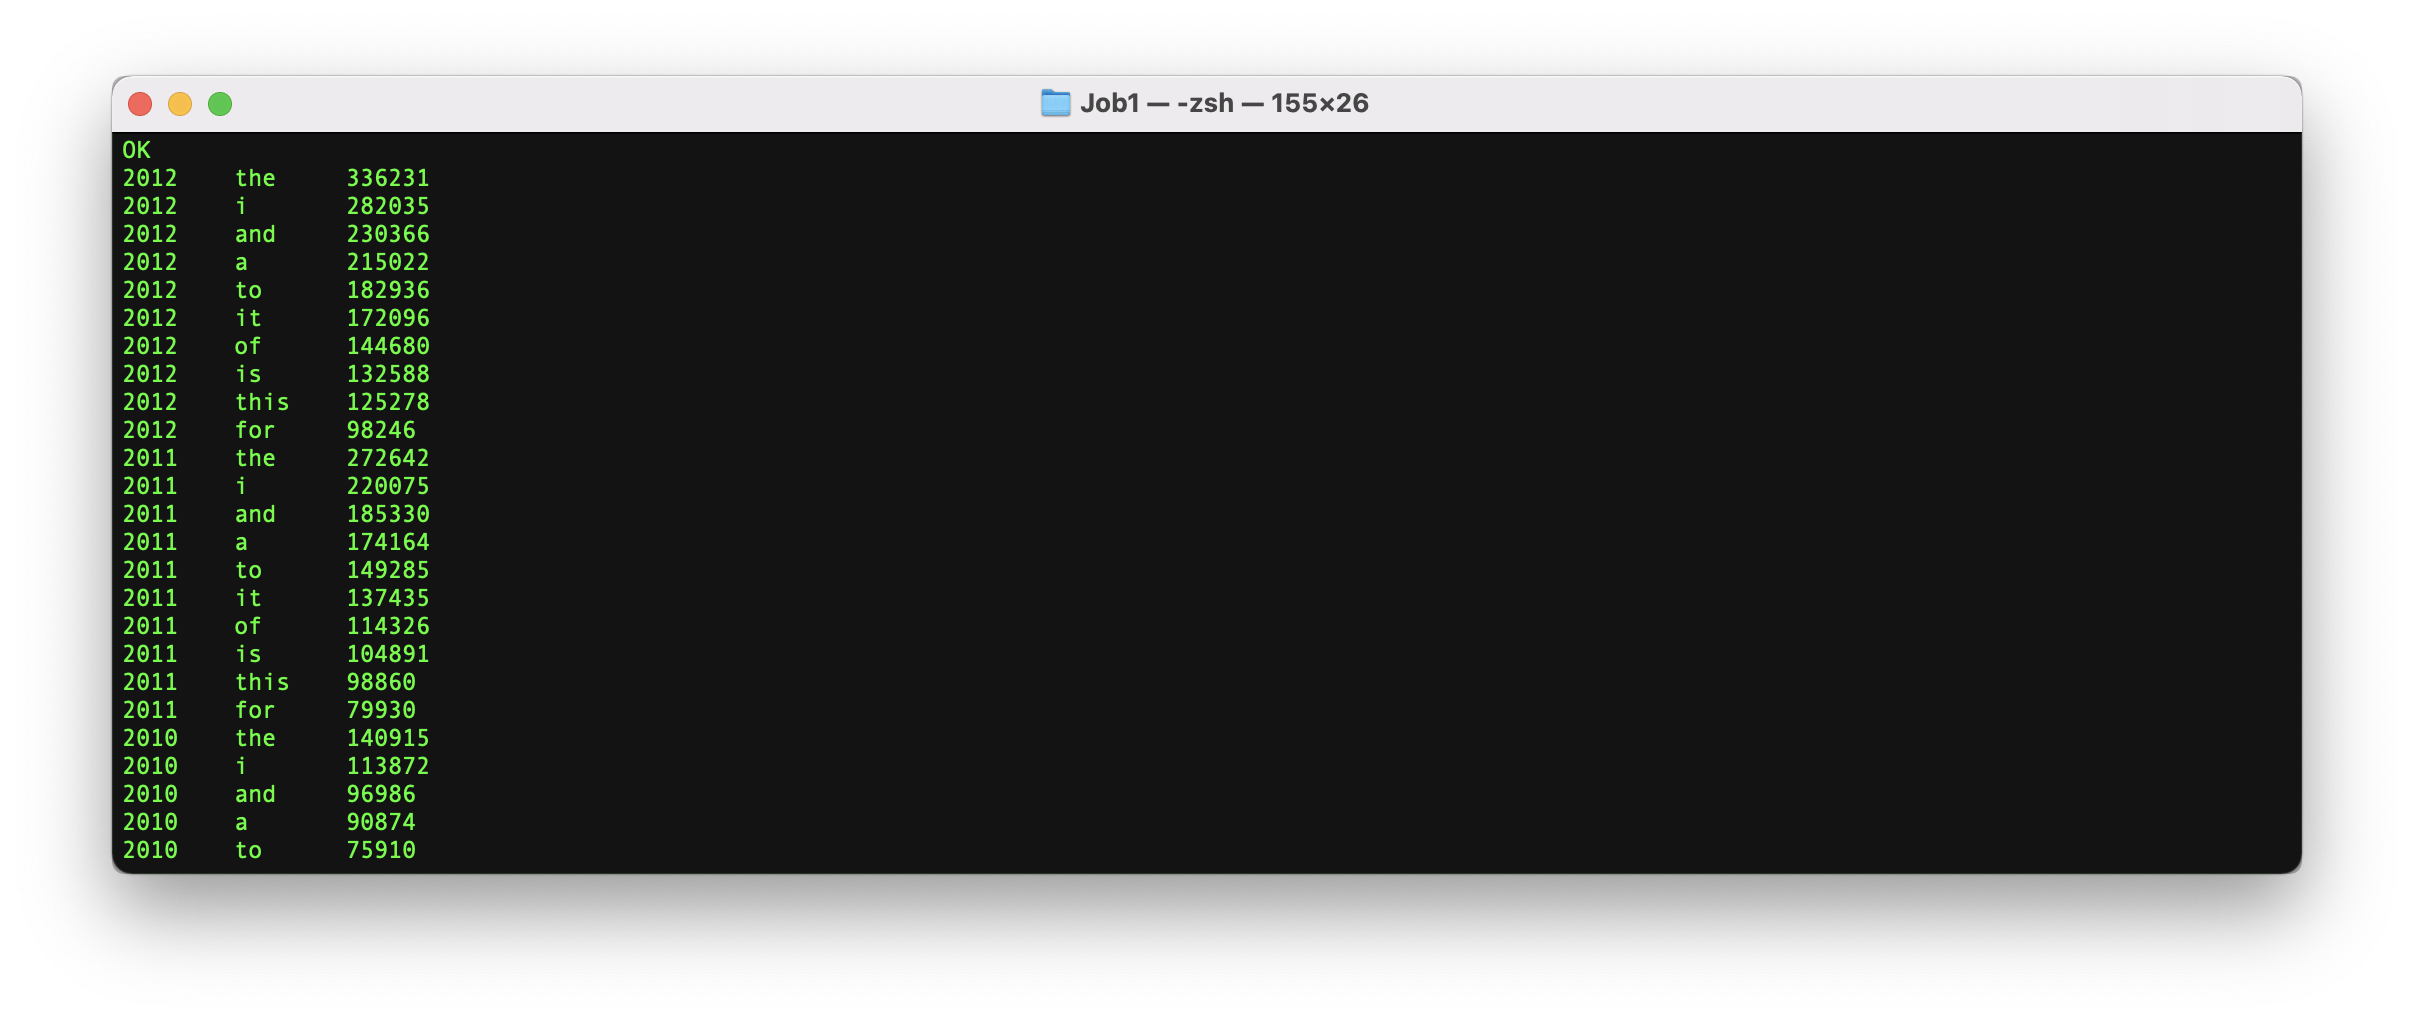 Job1 — -zsh — 155×26
OK
2012 the 336231
2012 i 282035
2012 and 230366
2012 a 215022
2012 to 182936
2012 it 172096
2012 of 144680
2012 is 132588
2012 this 125278
2012 for 98246
2011 the 272642
2011 i 220075
2011 and 185330
2011 a 174164
2011 to 149285
2011 it 137435
2011 of 114326
2011 is 104891
2011 this 98860
2011 for 79930
2010 the 140915
2010 i 113872
2010 and 96986
2010 a 90874
2010 to 75910